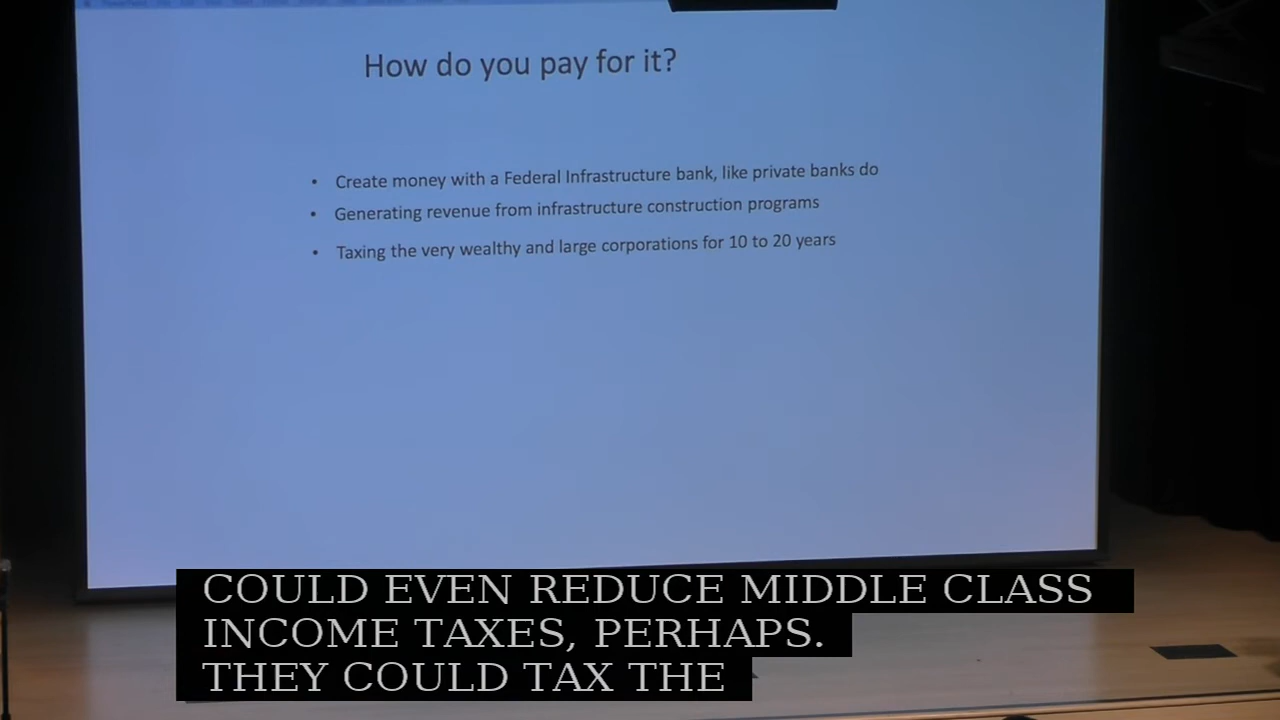 How do you pay for it?
• Create money with a Federal Infrastructure bank, like private banks do
• Generating revenue from infrastructure construction programs
• Taxing the very wealthy and large corporations for 10 to 20 years
COULD EVEN REDUCE MIDDLE CLASS
INCOME TAXES, PERHAPS.
THEY COULD TAX THE